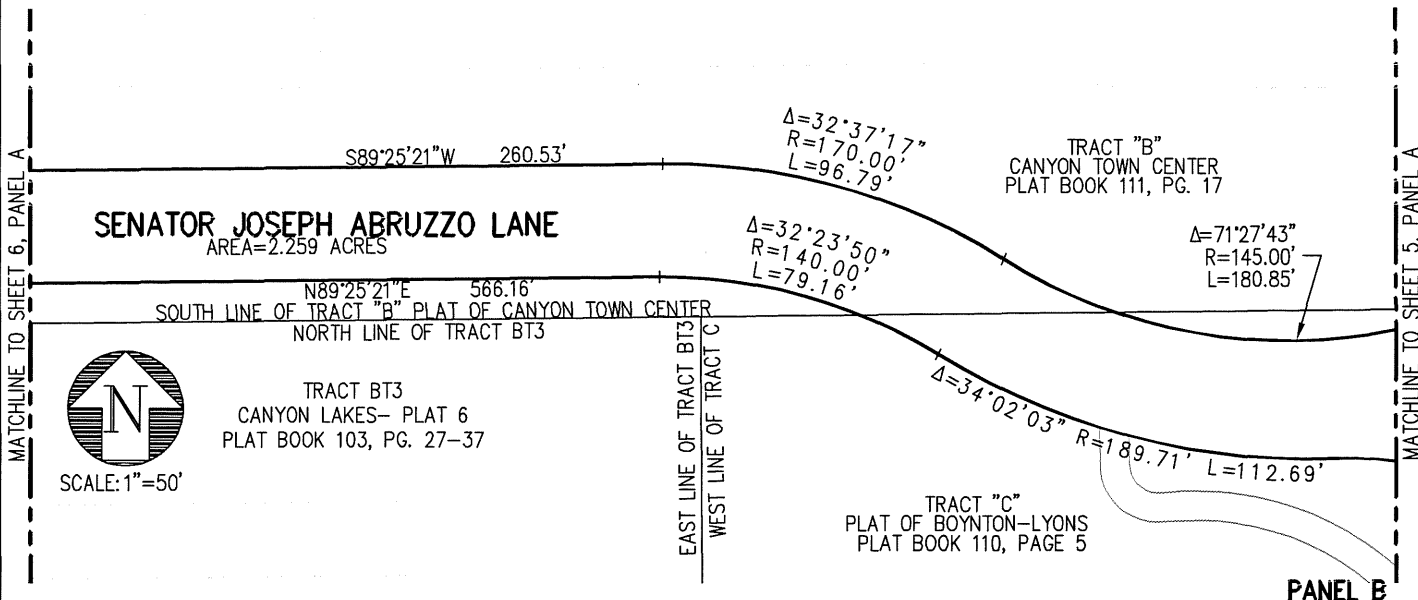 MATCHLINE TO SHEET 6, PANEL A
S89°25'21"W 260.53'
SENATOR JOSEPH ABRUZZO LANE
AREA=2.259 ACRES
N89°25'21"E 566.16'
SOUTH LINE OF TRACT "B" PLAT OF CANYON TOWN CENTER
NORTH LINE OF TRACT BT3
N
SCALE:1"=50'
TRACT BT3
CANYON LAKES– PLAT 6
PLAT BOOK 103, PG. 27–37
EAST LINE OF TRACT BT3
WEST LINE OF TRACT C
Δ=32°37'17"
R=170.00'
L=96.79'
Δ=32°23'50"
R=140.00'
L=79.16'
TRACT "B"
CANYON TOWN CENTER
PLAT BOOK 111, PG. 17
Δ=71°27'43"
R=145.00'
L=180.85'
Δ=34°02'03" R=189.71' L=112.69'
TRACT "C"
PLAT OF BOYNTON–LYONS
PLAT BOOK 110, PAGE 5
MATCHLINE TO SHEET 5, PANEL A
PANEL B